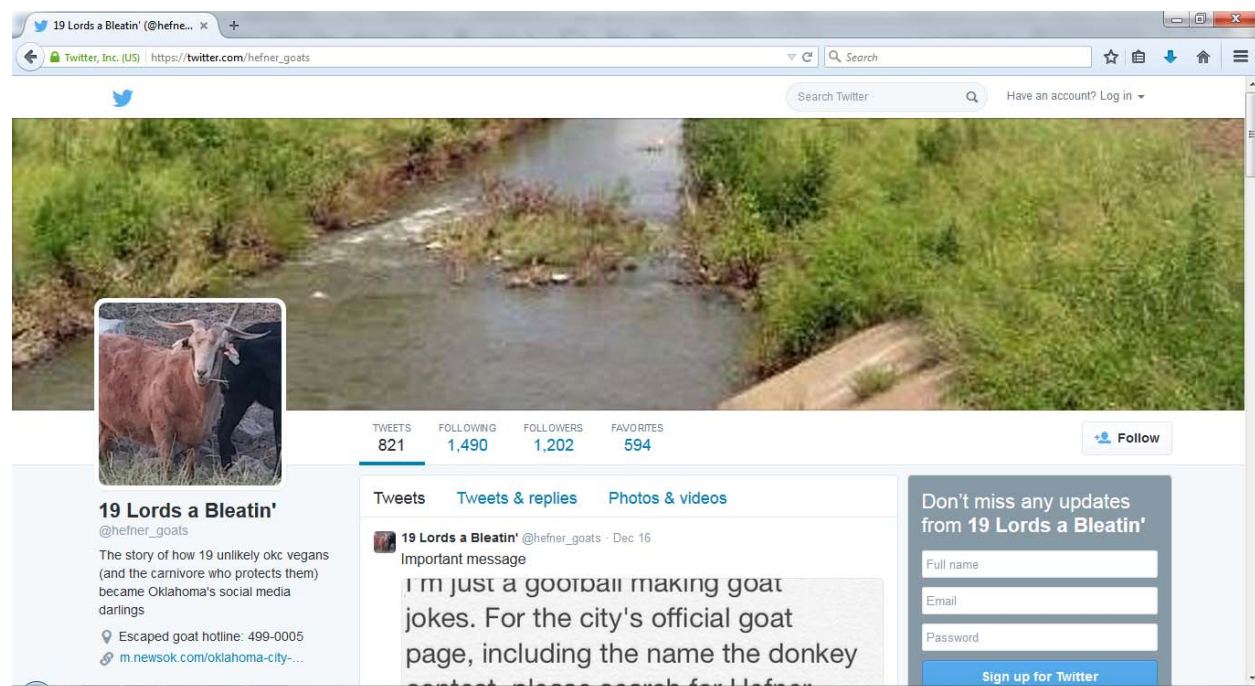 19 Lords a Bleatin' (@hefne...
Twitter, Inc. (US)
https://twitter.com/hefner_goats
Search
Search Twitter
Have an account? Log in
TWEETS
821
FOLLOWING
1,490
FOLLOWERS
1,202
FAVORITES
594
Follow
19 Lords a Bleatin'
@hefner_goats
The story of how 19 unlikely okc vegans
(and the carnivore who protects them)
became Oklahoma's social media
darlings
Escaped goat hotline: 499-0005
m.newsok.com/oklahoma-city-...
Tweets Tweets & replies Photos & videos
19 Lords a Bleatin' @hefner_goats · Dec 16
Important message
I'm just a goofball making goat
jokes. For the city's official goat
page, including the name the donkey
contest, please search for Hefner
Don't miss any updates
from 19 Lords a Bleatin'
Full name
Email
Password
Sign up for Twitter